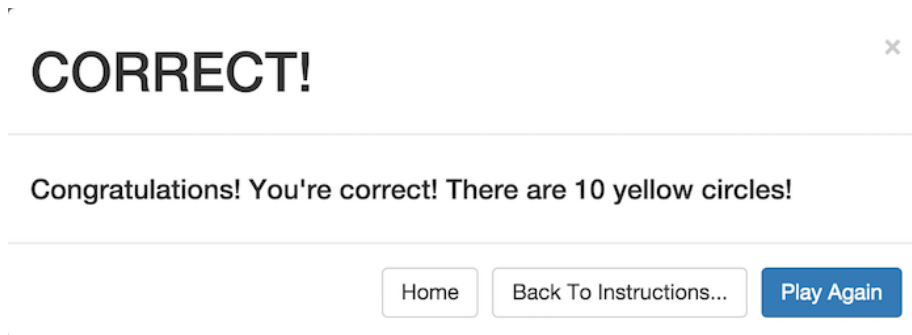 CORRECT!
×
Congratulations! You're correct! There are 10 yellow circles!
Home
Back To Instructions...
Play Again